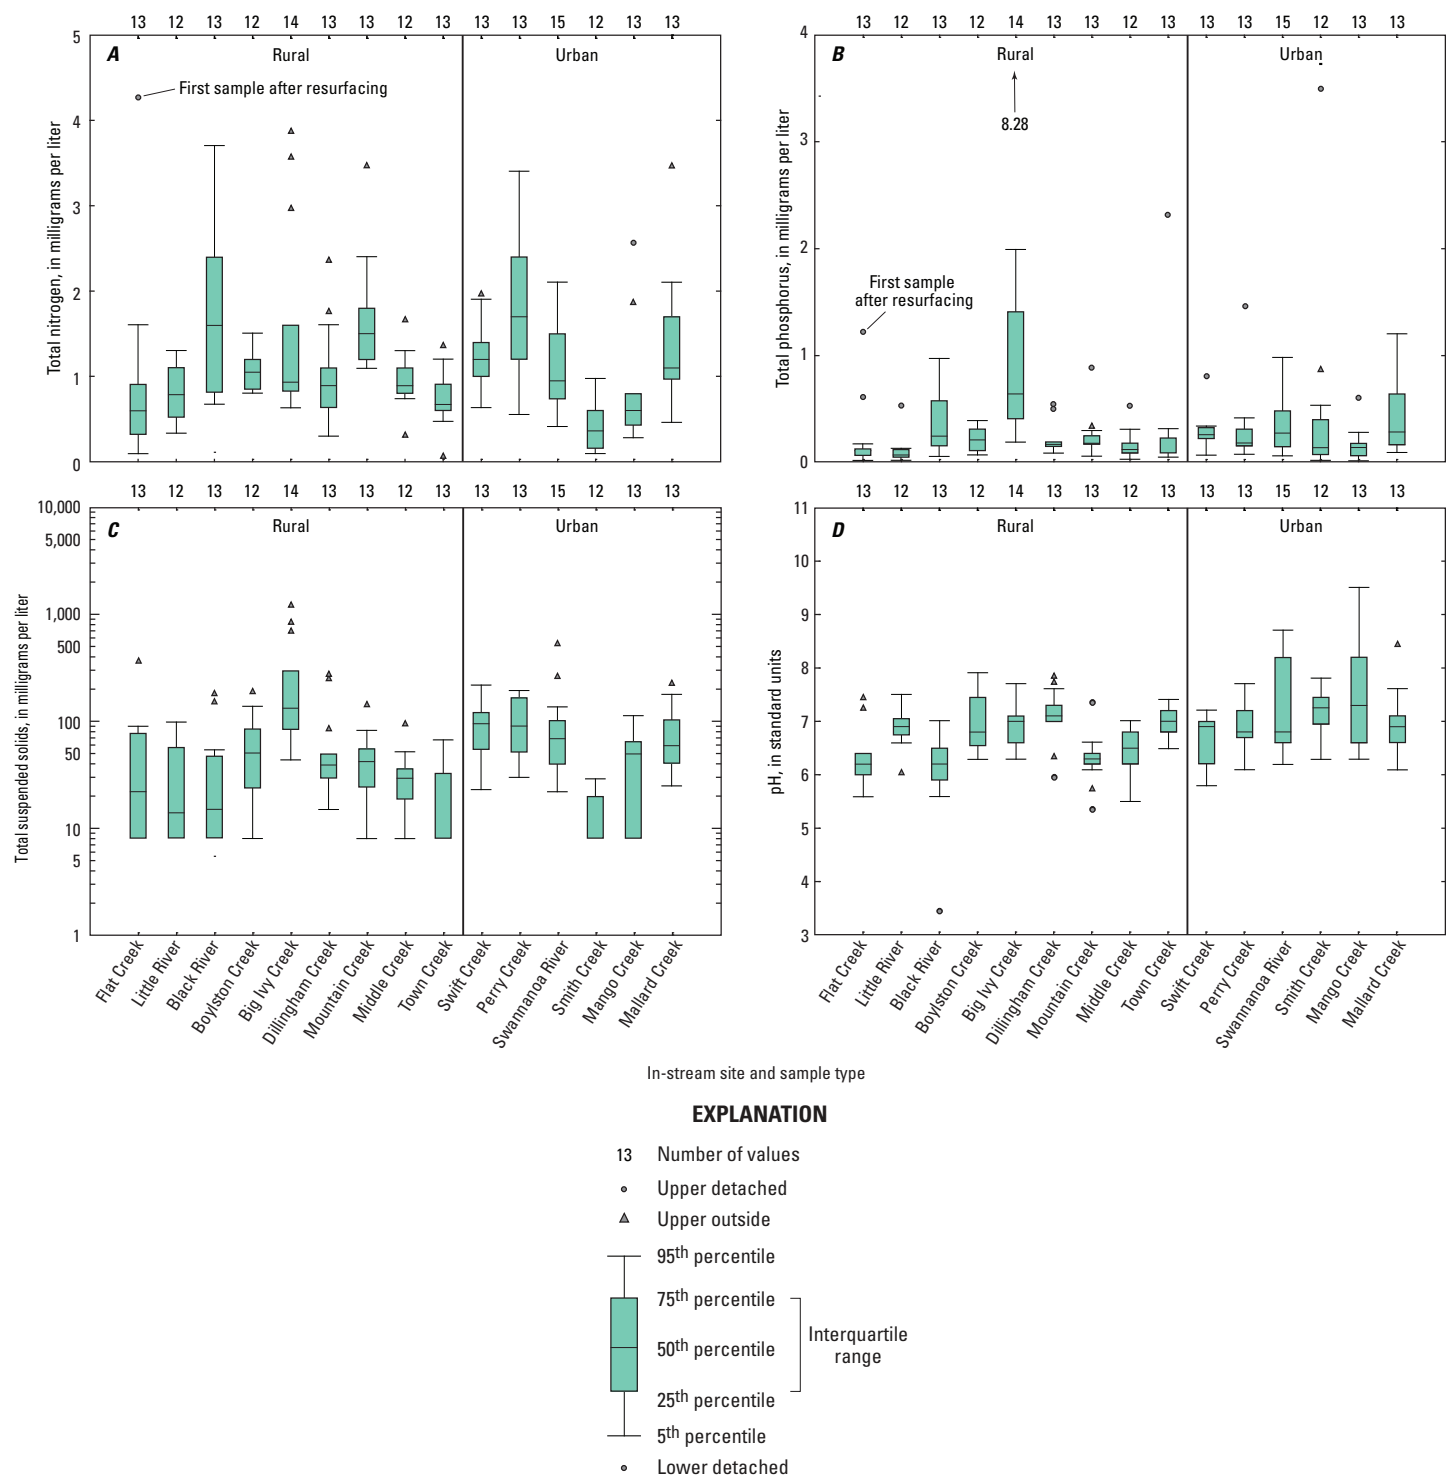 13 12 13 12 14 13 13 12 13 13 13 15 12 13 13
A
Rural
Urban
First sample after resurfacing
Total nitrogen, in milligrams per liter
5
4
3
2
1
0
13 12 13 12 14 13 13 12 13 13 13 15 12 13 13
B
Rural
Urban
8.28
First sample
after resurfacing
Total phosphorus, in milligrams per liter
4
3
2
1
0
13 12 13 12 14 13 13 12 13 13 13 15 12 13 13
C
Rural
Urban
Total suspended solids, in milligrams per liter
10,000
5,000
1,000
500
100
50
10
5
1
Flat Creek
Little River
Black River
Boylston Creek
Big Ivy Creek
Dillingham Creek
Mountain Creek
Middle Creek
Town Creek
Swift Creek
Perry Creek
Swannanoa River
Smith Creek
Mango Creek
Mallard Creek
13 12 13 12 14 13 13 12 13 13 13 15 12 13 13
D
Rural
Urban
pH, in standard units
11
10
9
8
7
6
5
4
3
Flat Creek
Little River
Black River
Boylston Creek
Big Ivy Creek
Dillingham Creek
Mountain Creek
Middle Creek
Town Creek
Swift Creek
Perry Creek
Swannanoa River
Smith Creek
Mango Creek
Mallard Creek
In-stream site and sample type
EXPLANATION
13 Number of values
Upper detached
Upper outside
95th percentile
75th percentile
50th percentile
Interquartile
range
25th percentile
5th percentile
Lower detached